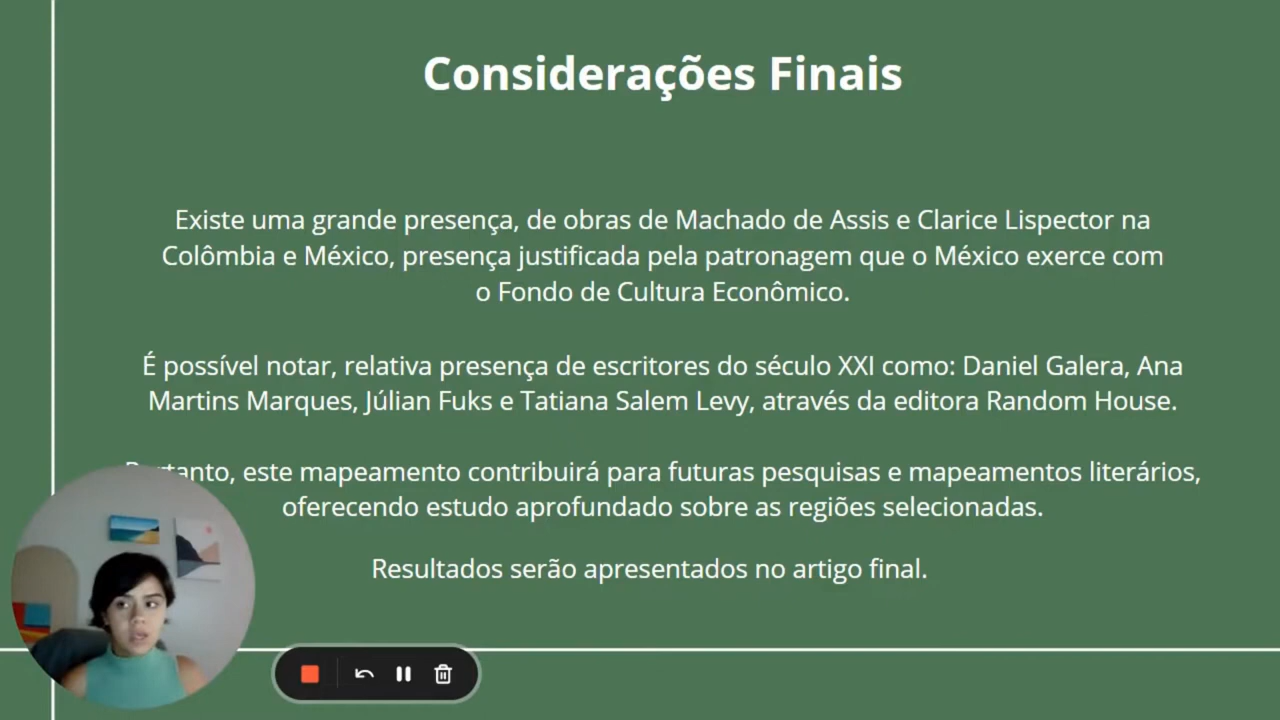 Considerações Finais
Existe uma grande presença, de obras de Machado de Assis e Clarice Lispector na
Colômbia e México, presença justificada pela patronagem que o México exerce com
o Fondo de Cultura Econômico.
É possível notar, relativa presença de escritores do século XXI como: Daniel Galera, Ana
Martins Marques, Júlian Fuks e Tatiana Salem Levy, através da editora Random House.
Portanto, este mapeamento contribuirá para futuras pesquisas e mapeamentos literários,
oferecendo estudo aprofundado sobre as regiões selecionadas.
Resultados serão apresentados no artigo final.